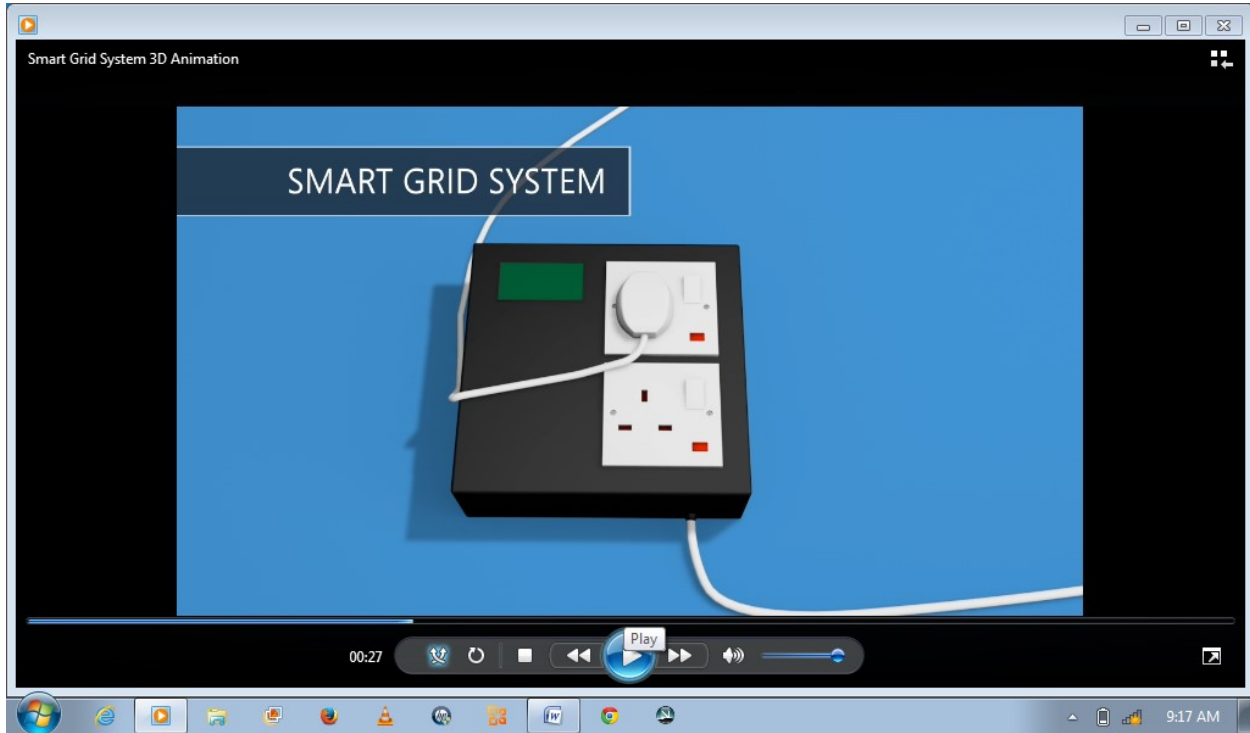 Smart Grid System 3D Animation
SMART GRID SYSTEM
00:27
Play
9:17 AM